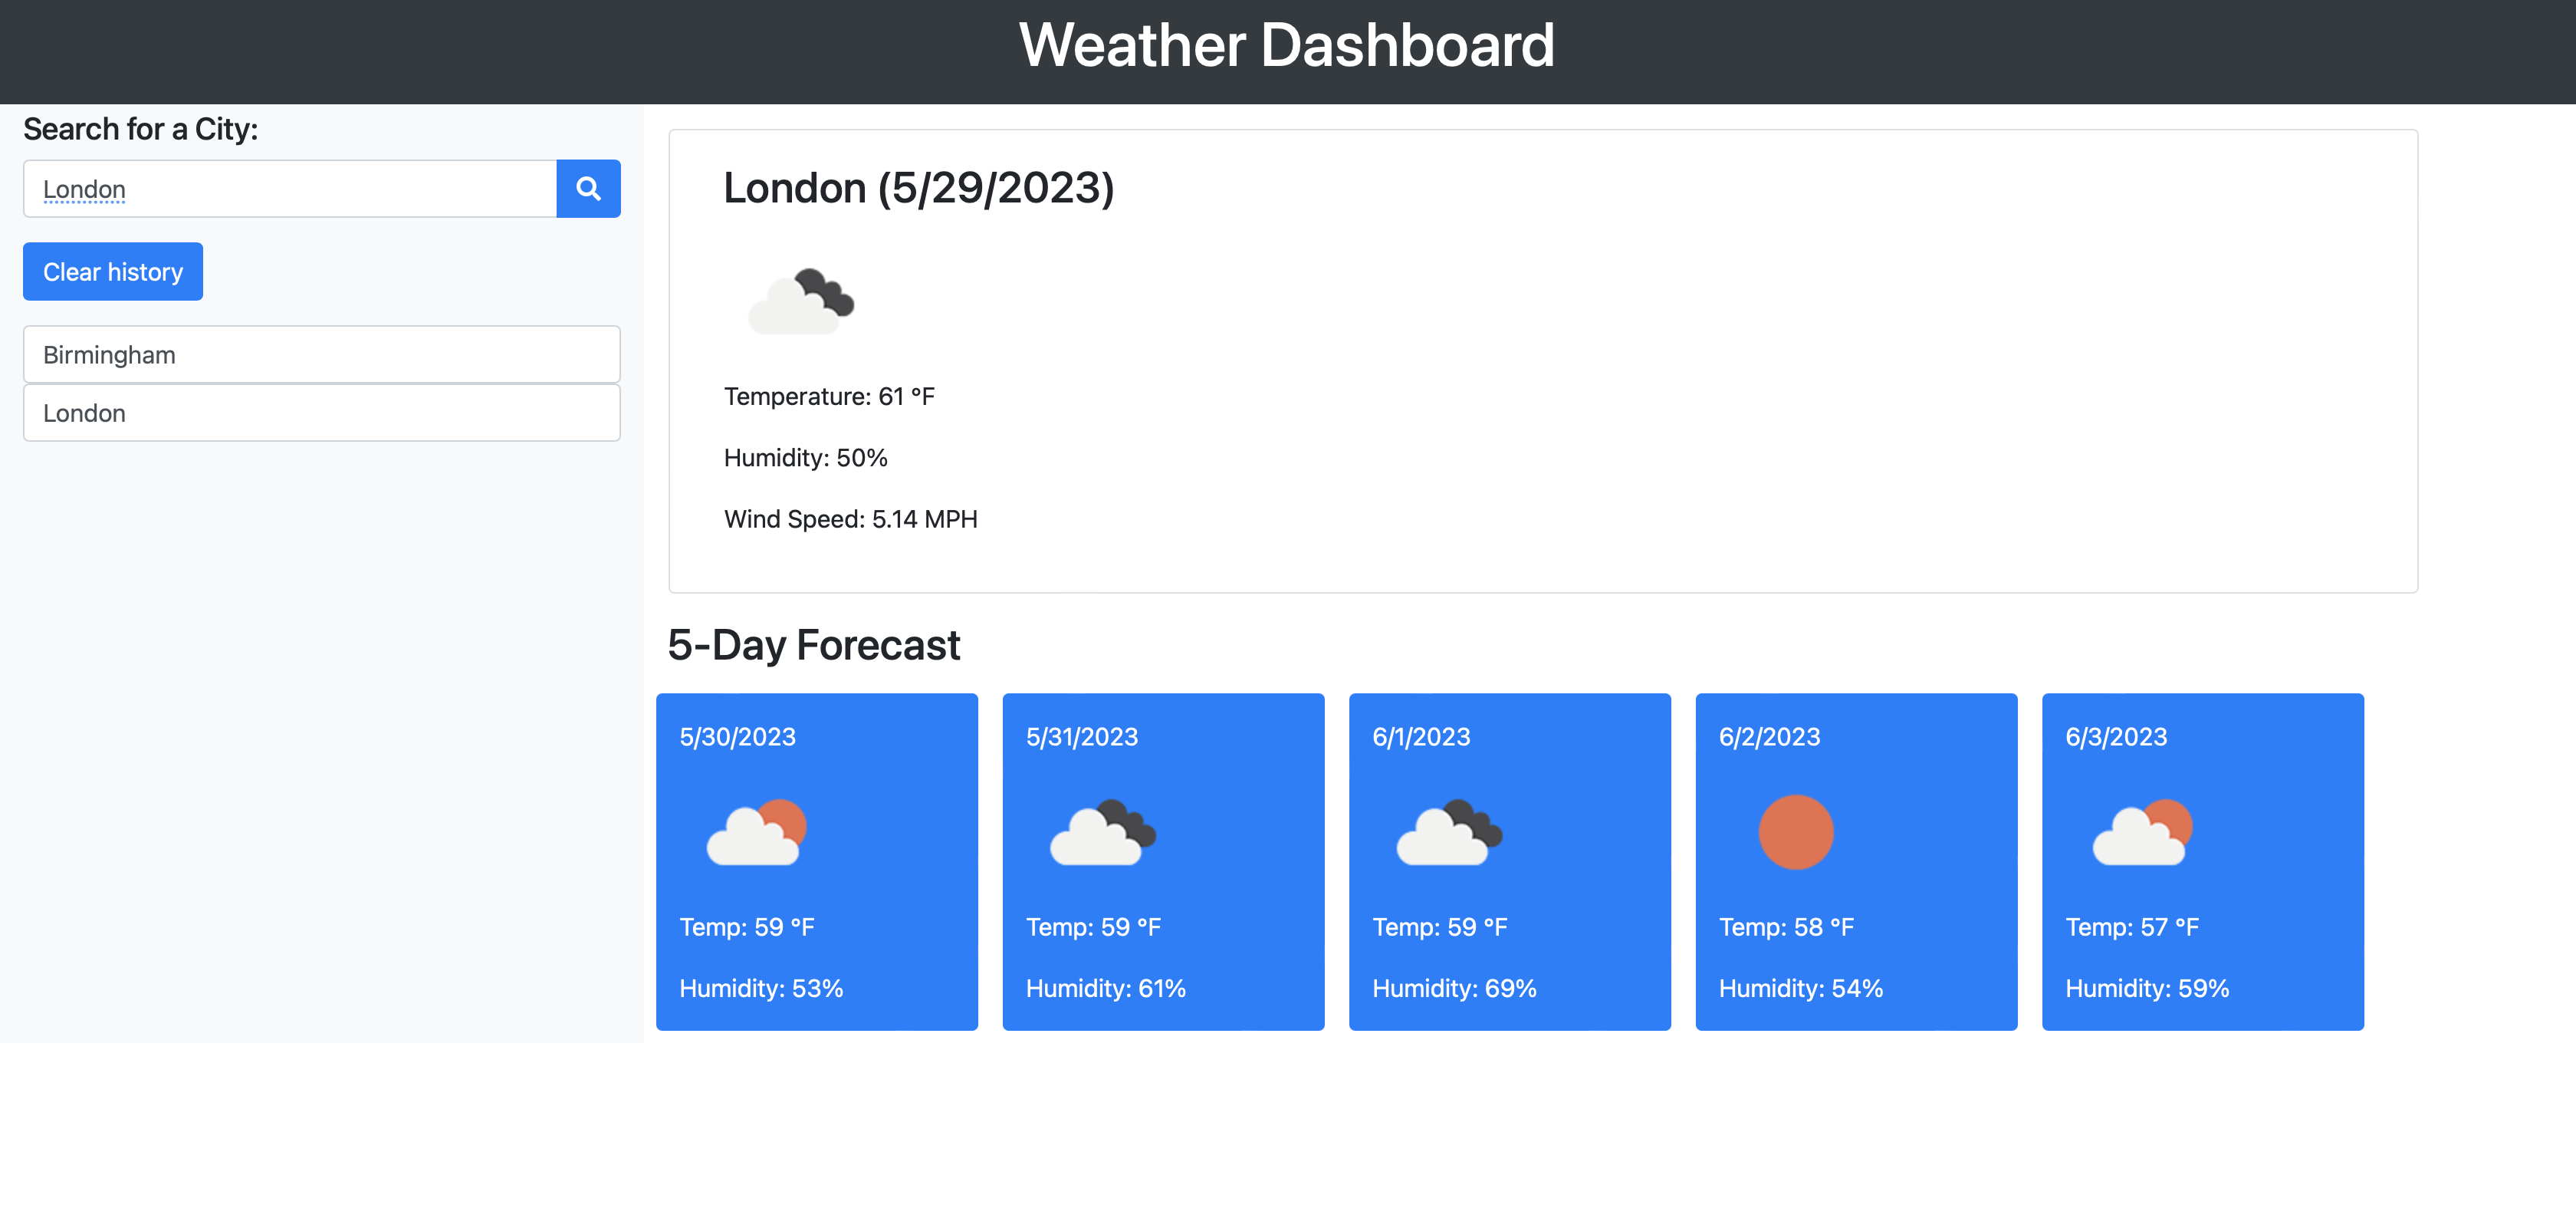 Weather Dashboard
Search for a City:
London
Clear history
Birmingham
London
London (5/29/2023)
Temperature: 61 °F
Humidity: 50%
Wind Speed: 5.14 MPH
5-Day Forecast
5/30/2023
Temp: 59 °F
Humidity: 53%
5/31/2023
Temp: 59 °F
Humidity: 61%
6/1/2023
Temp: 59 °F
Humidity: 69%
6/2/2023
Temp: 58 °F
Humidity: 54%
6/3/2023
Temp: 57 °F
Humidity: 59%